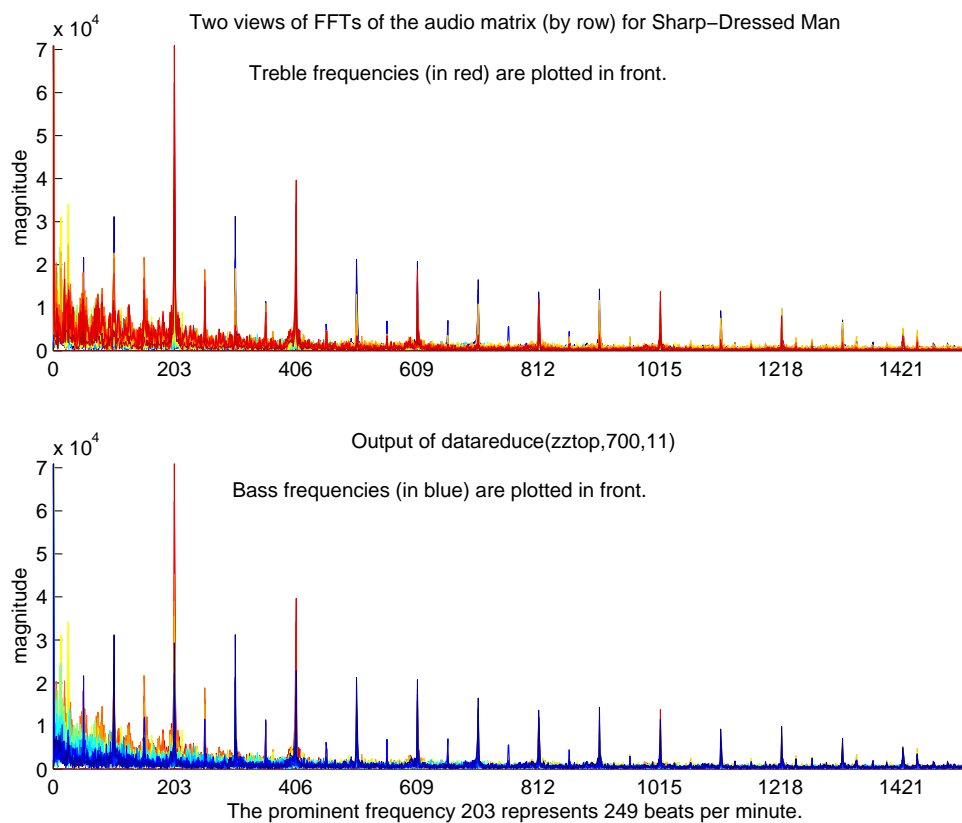 Two views of FFTs of the audio matrix (by row) for Sharp−Dressed Man
x 10^4
Treble frequencies (in red) are plotted in front.
7
6
5
4
3
2
1
0
magnitude
0 203 406 609 812 1015 1218 1421
Output of datareduce(zztop,700,11)
x 10^4
Bass frequencies (in blue) are plotted in front.
7
6
5
4
3
2
1
0
magnitude
0 203 406 609 812 1015 1218 1421
The prominent frequency 203 represents 249 beats per minute.